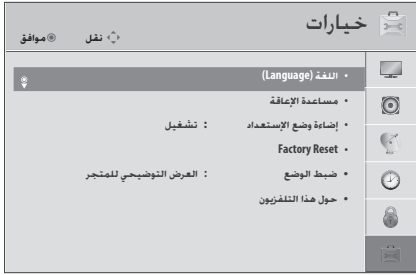 خيارات
نقل موافق
• اللغة (Language)
• مساعدة الإعاقة
• إضاءة وضع الإستعداد : تشغيل
• Factory Reset
• ضبط الوضع : العرض التوضيحي للمتجر
• حول هذا التلفزيون